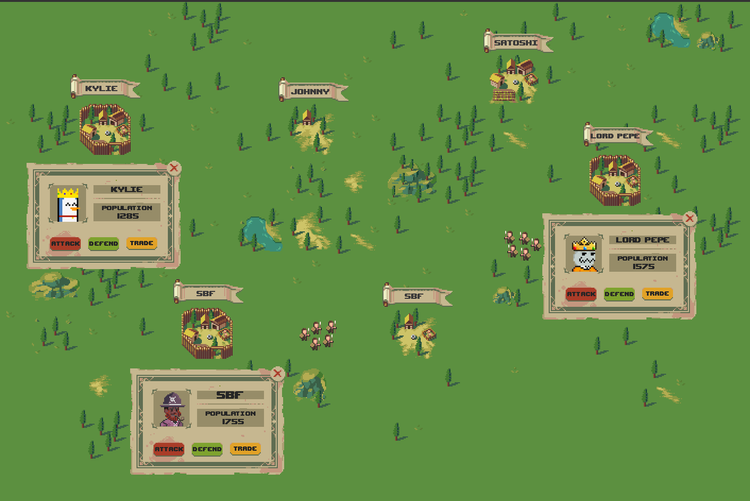 SATOSHI
KYLIE
JOHNNY
LORD PEPE
KYLIE
POPULATION
1285
ATTACK
DEFEND
TRADE
LORD PEPE
POPULATION
1575
ATTACK
DEFEND
TRADE
SBF
SBF
SBF
POPULATION
1755
ATTACK
DEFEND
TRADE